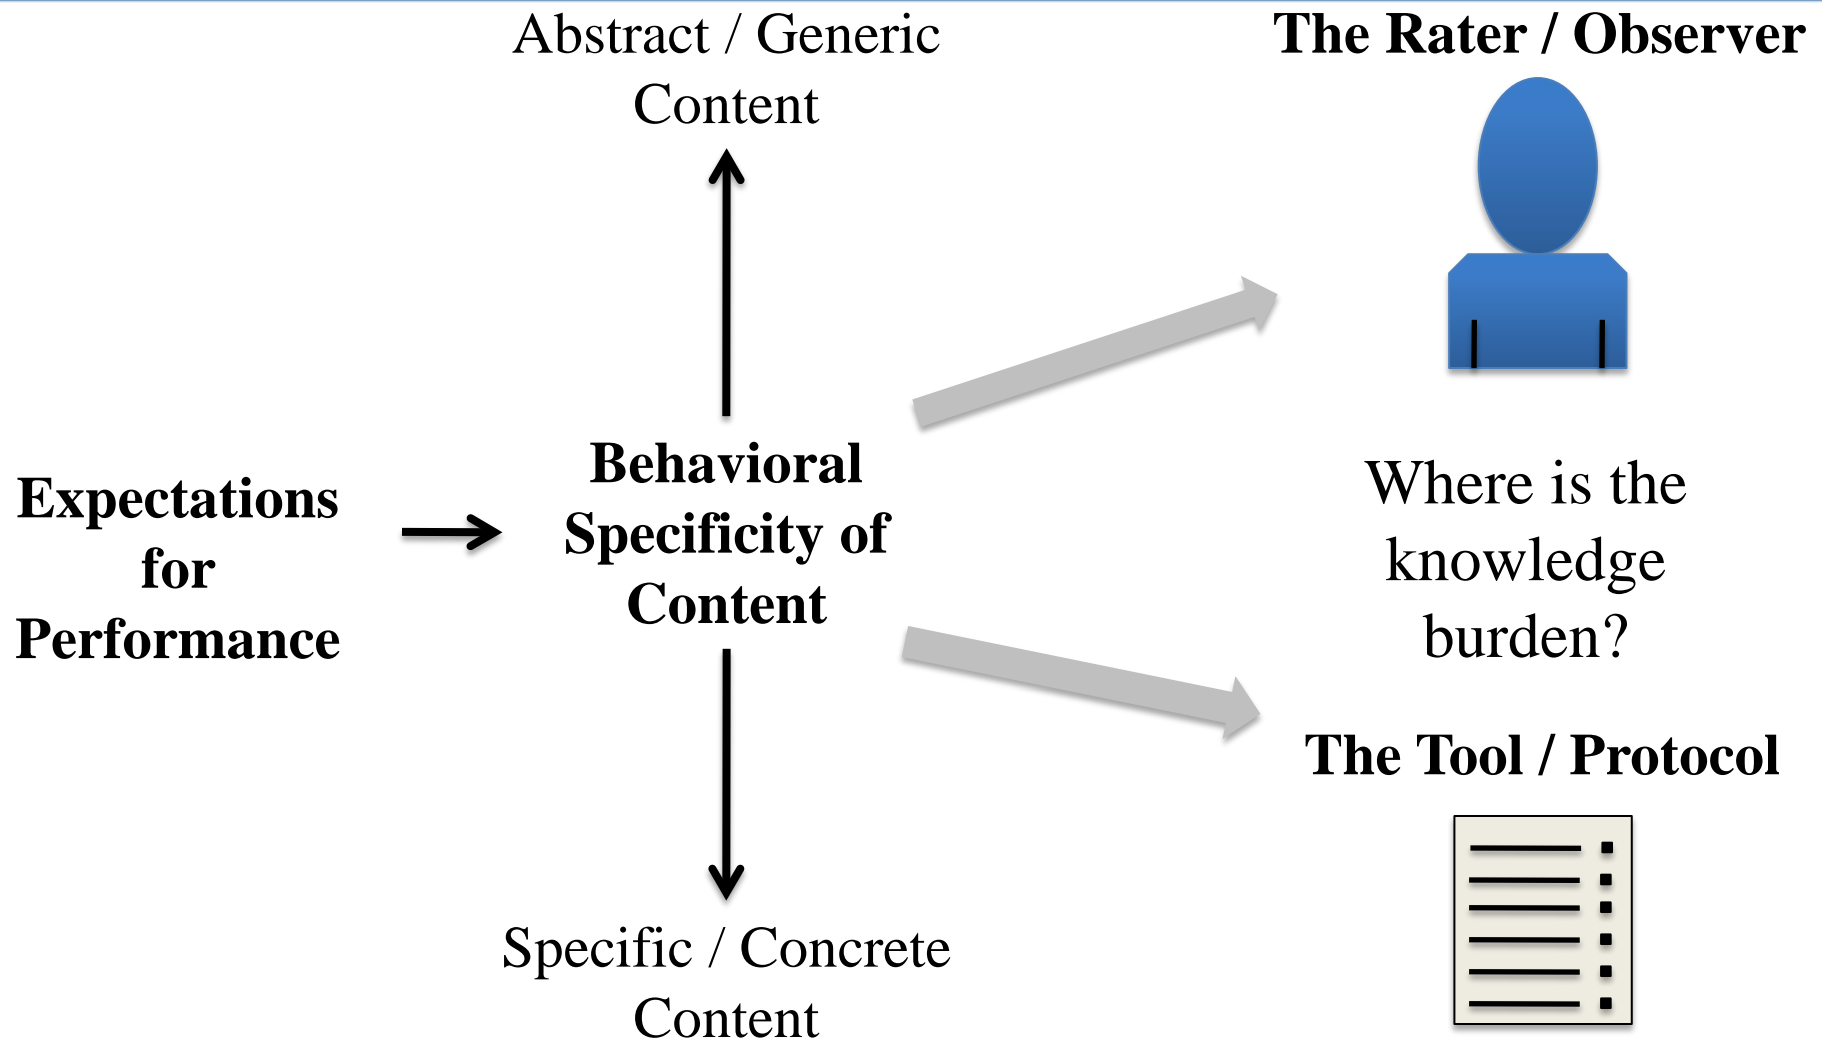 Abstract / Generic
Content
The Rater / Observer
Expectations
for
Performance
Behavioral
Specificity of
Content
Where is the
knowledge
burden?
The Tool / Protocol
Specific / Concrete
Content